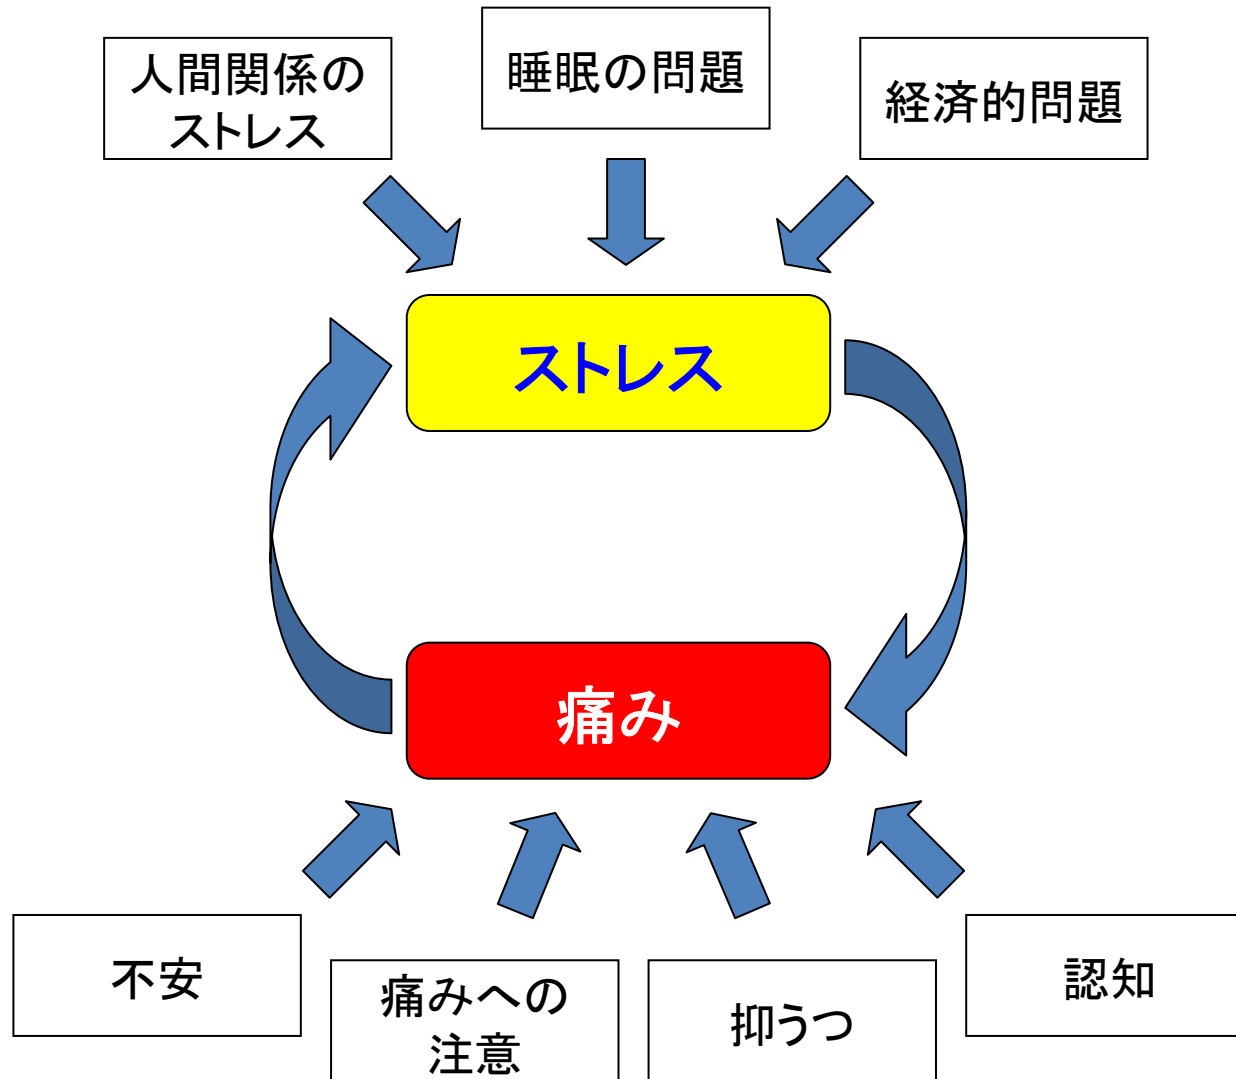 人間関係の
ストレス
睡眠の問題
経済的問題
ストレス
痛み
不安
痛みへの
注意
抑うつ
認知